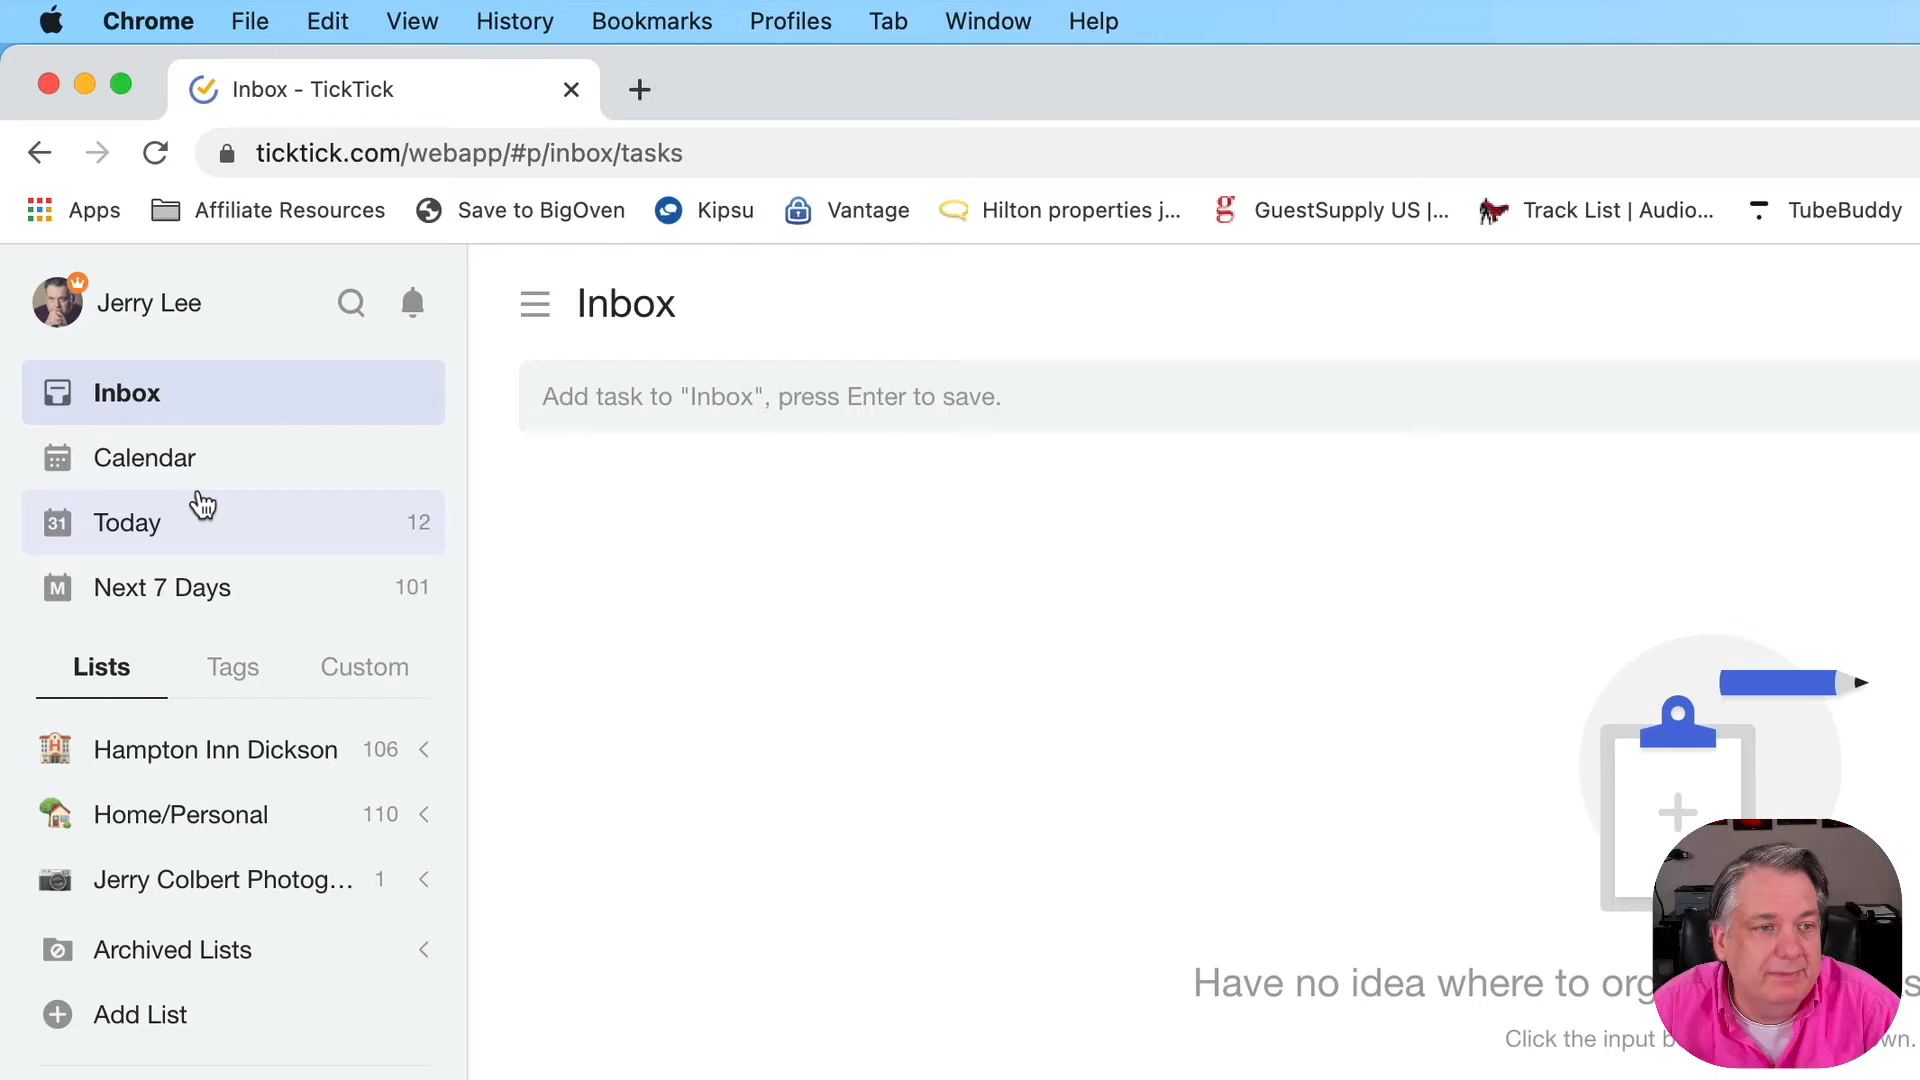 Chrome File Edit View History Bookmarks Profiles Tab Window Help
Inbox - TickTick
ticktick.com/webapp/#p/inbox/tasks
Apps Affiliate Resources Save to BigOven Kipsu Vantage Hilton properties j... GuestSupply US |... Track List | Audio... TubeBuddy
Jerry Lee
Inbox
Add task to "Inbox", press Enter to save.
Inbox
Calendar
31 Today 12
M Next 7 Days 101
Lists Tags Custom
Hampton Inn Dickson 106
Home/Personal 110
Jerry Colbert Photog... 1
Archived Lists
Add List
Have no idea where to
Click the input